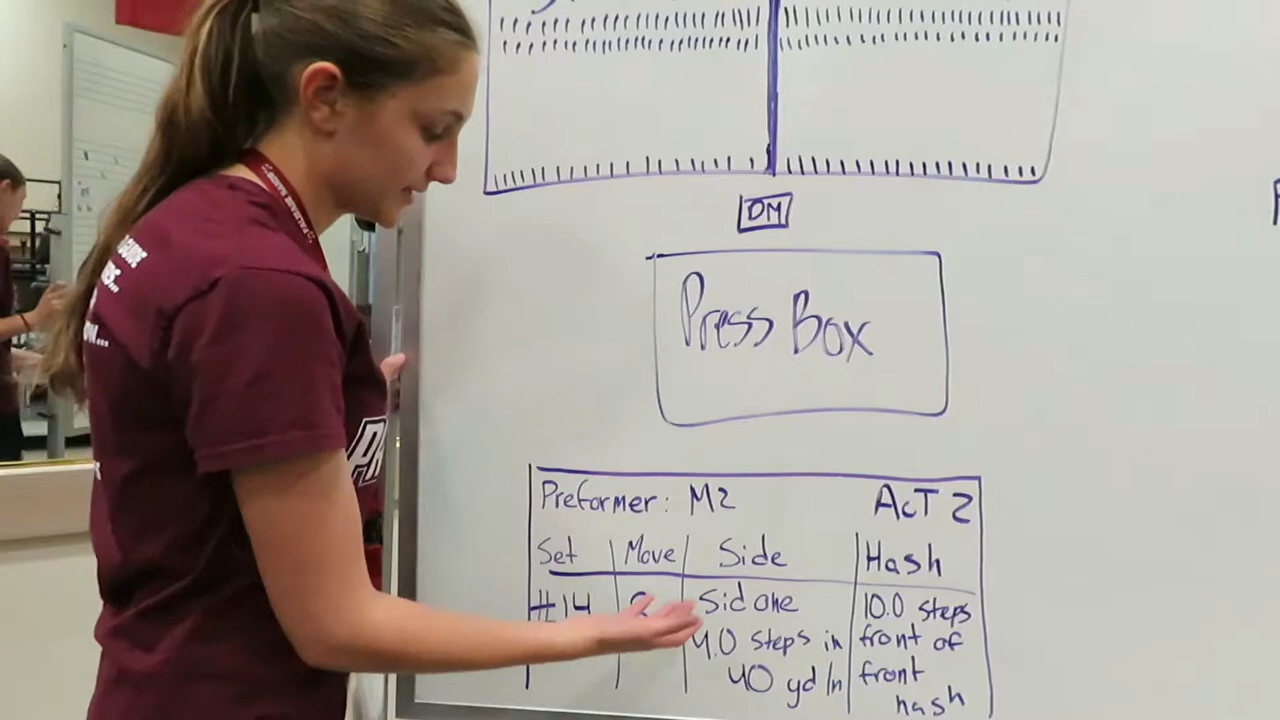 DM
Press Box
Preformer: M2 ACT 2
Set Move Side Hash
#14 Sid one 10.0 steps
4.0 steps in front of
40 yd ln front
hash